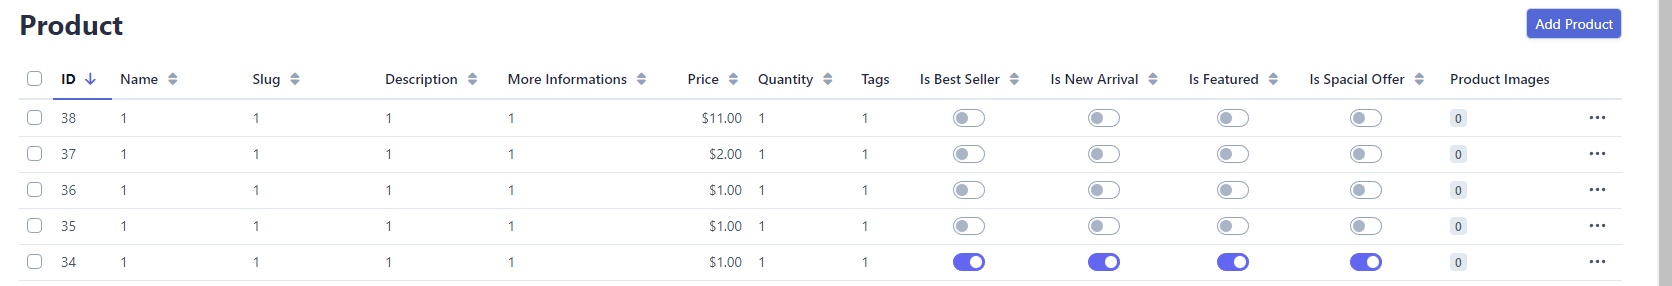 Product
Add Product
ID Name Slug Description More Informations Price Quantity Tags Is Best Seller Is New Arrival Is Featured Is Spacial Offer Product Images
38 1 1 1 1 $11.00 1 1 0
37 1 1 1 1 $2.00 1 1 0
36 1 1 1 1 $1.00 1 1 0
35 1 1 1 1 $1.00 1 1 0
34 1 1 1 1 $1.00 1 1 0